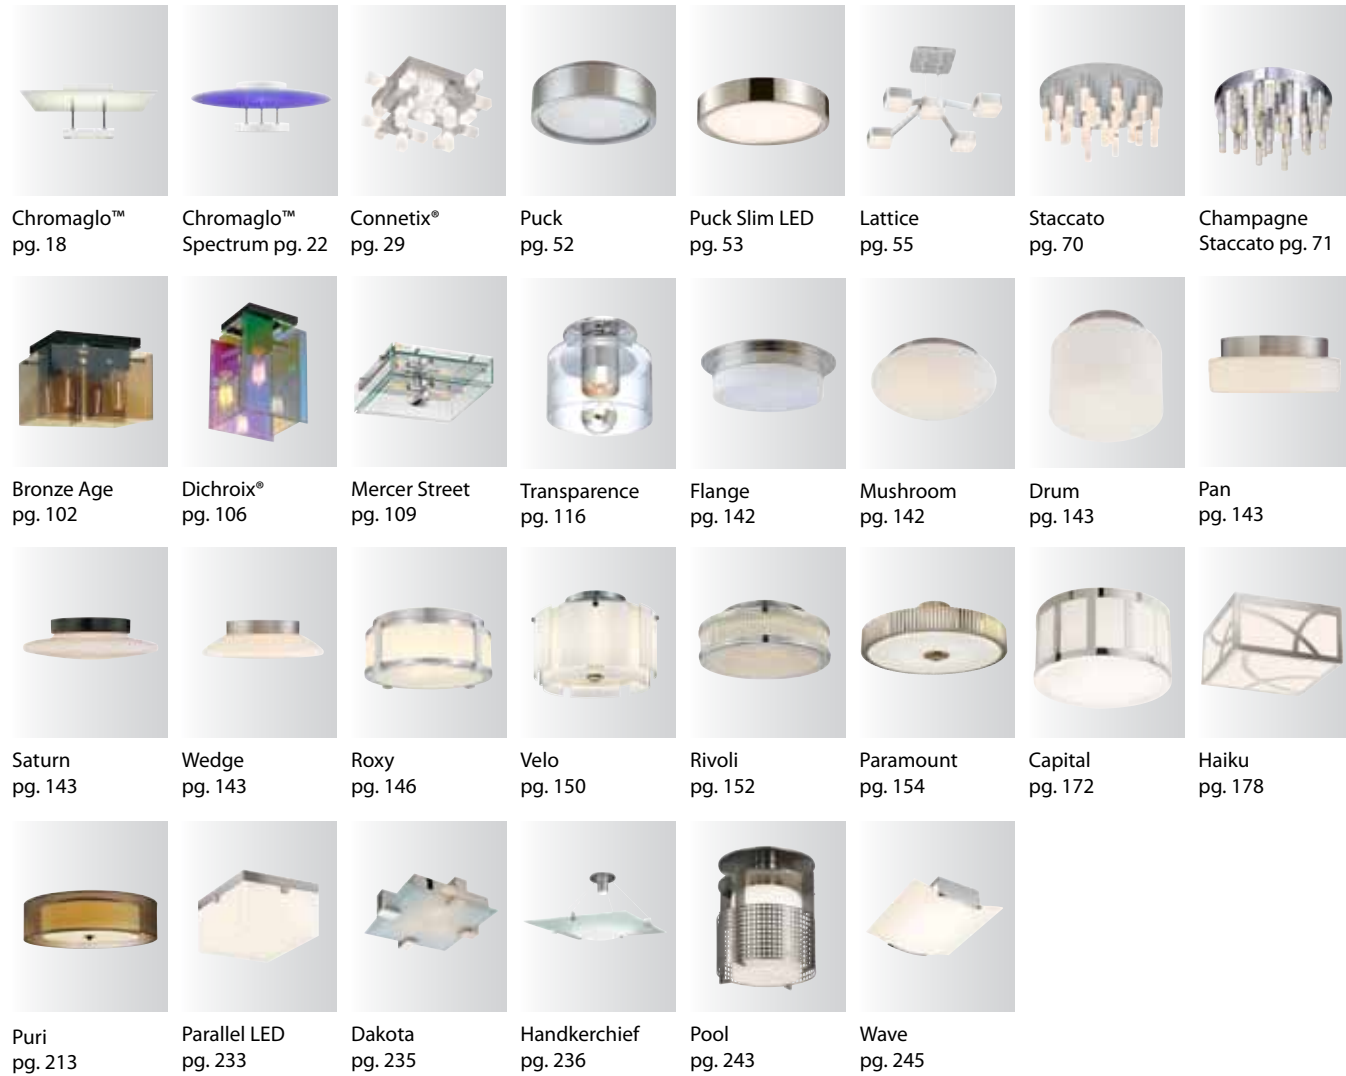 Chromaglo™
pg. 18
Chromaglo™
Spectrum pg. 22
Connetix®
pg. 29
Puck
pg. 52
Puck Slim LED
pg. 53
Lattice
pg. 55
Staccato
pg. 70
Champagne
Staccato pg. 71
Bronze Age
pg. 102
Dichroix®
pg. 106
Mercer Street
pg. 109
Transparence
pg. 116
Flange
pg. 142
Mushroom
pg. 142
Drum
pg. 143
Pan
pg. 143
Saturn
pg. 143
Wedge
pg. 143
Roxy
pg. 146
Velo
pg. 150
Rivoli
pg. 152
Paramount
pg. 154
Capital
pg. 172
Haiku
pg. 178
Puri
pg. 213
Parallel LED
pg. 233
Dakota
pg. 235
Handkerchief
pg. 236
Pool
pg. 243
Wave
pg. 245